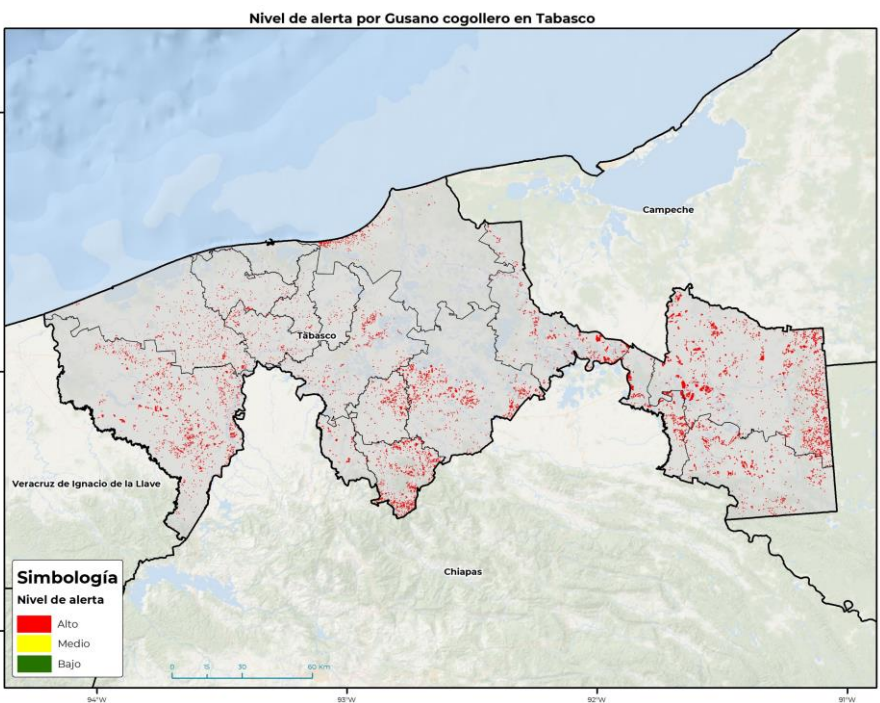 Nivel de alerta por Gusano cogollero en Tabasco
Campeche
Tabasco
Veracruz de Ignacio de la Llave
Chiapas
Simbología
Nivel de alerta
Alto
Medio
Bajo
0 15 30 60 Km
94°W 93°W 92°W 91°W